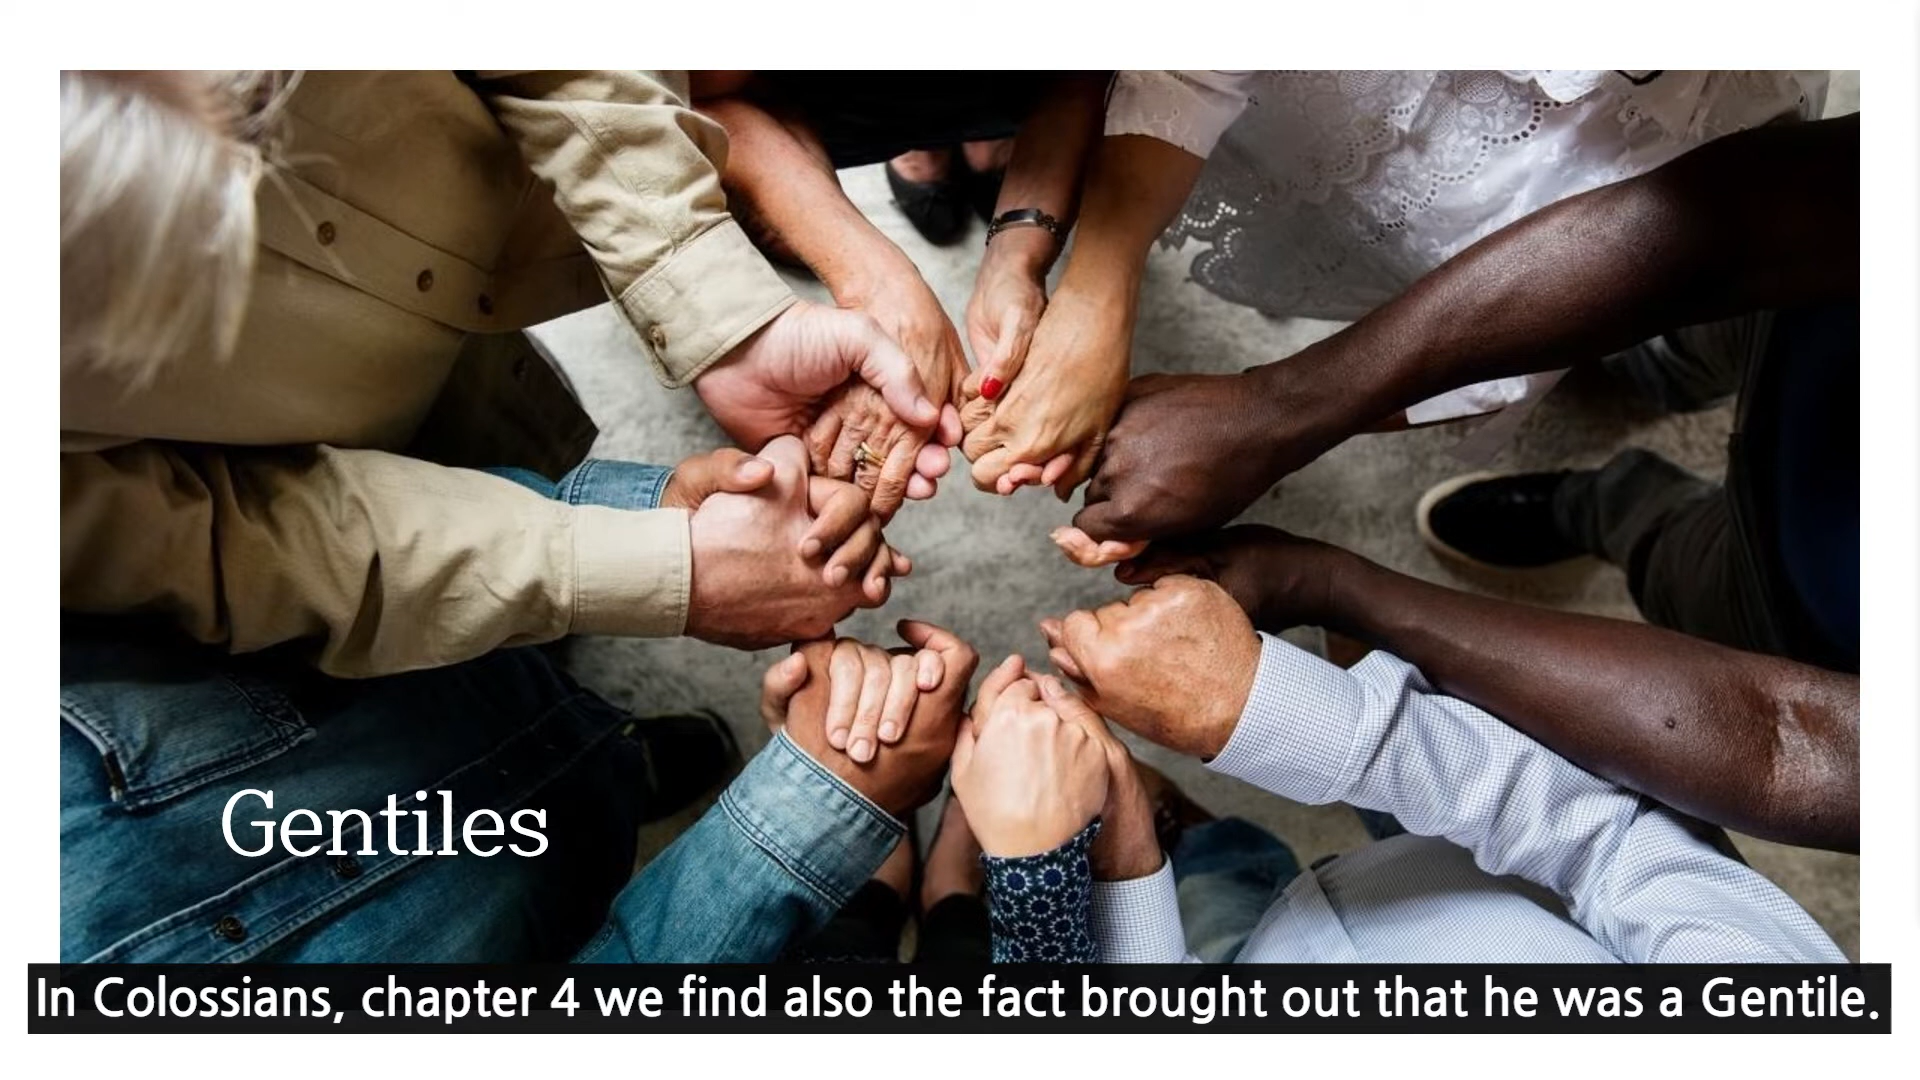 Gentiles
In Colossians, chapter 4 we find also the fact brought out that he was a Gentile.